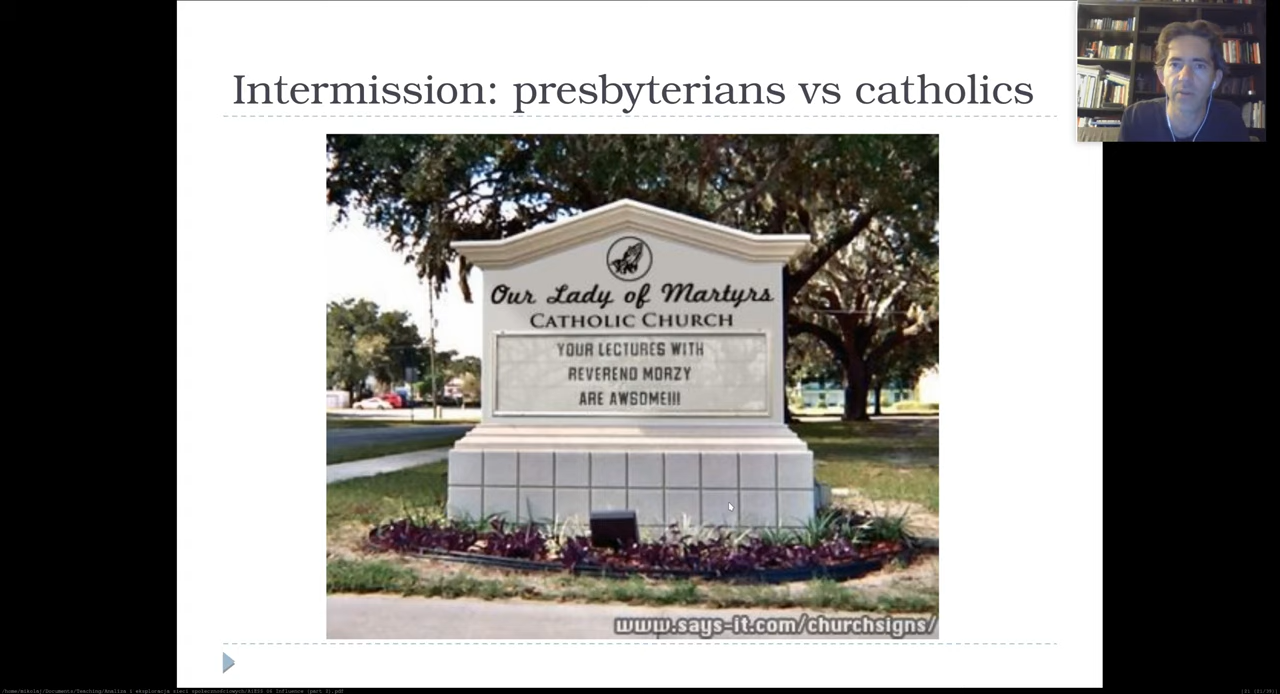 Intermission: presbyterians vs catholics
Our Lady of Martyrs
CATHOLIC CHURCH
YOUR LECTURES WITH
REVEREND MORZY
ARE AWSOME!!!
www.says-it.com/churchsigns/